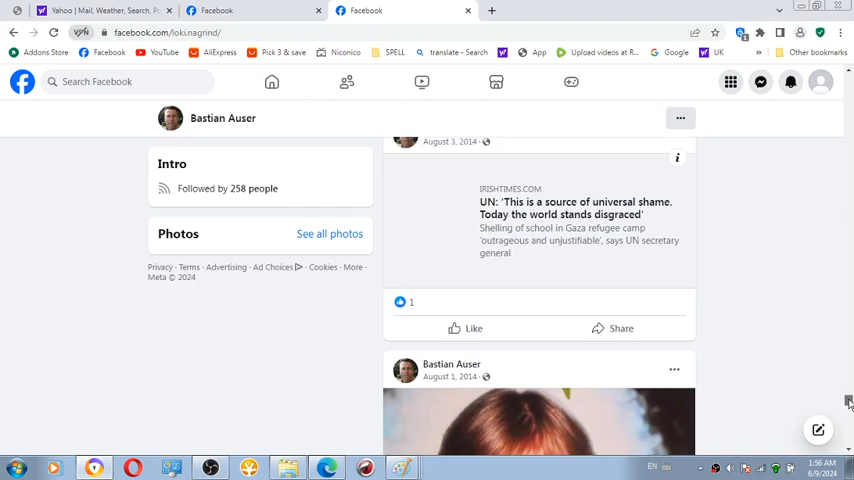 Yahoo | Mail, Weather, Search, Po
Facebook
Facebook
facebook.com/loki.nagrind/
Addons Store
Facebook
YouTube
AliExpress
Pick 3 & save
Niconico
SPELL
translate - Search
UK
App
Upload videos at R...
Google
UK
Other bookmarks
Search Facebook
Bastian Auser
August 3, 2014
Intro
Followed by 258 people
Photos
See all photos
Privacy · Terms · Advertising · Ad Choices · Cookies · More ·
Meta © 2024
IRISHTIMES.COM
UN: ‘This is a source of universal shame.
Today the world stands disgraced’
Shelling of school in Gaza refugee camp
‘outrageous and unjustifiable’, says UN secretary
general
1
Like
Share
Bastian Auser
August 1, 2014
EN
1:56 AM
6/9/2024